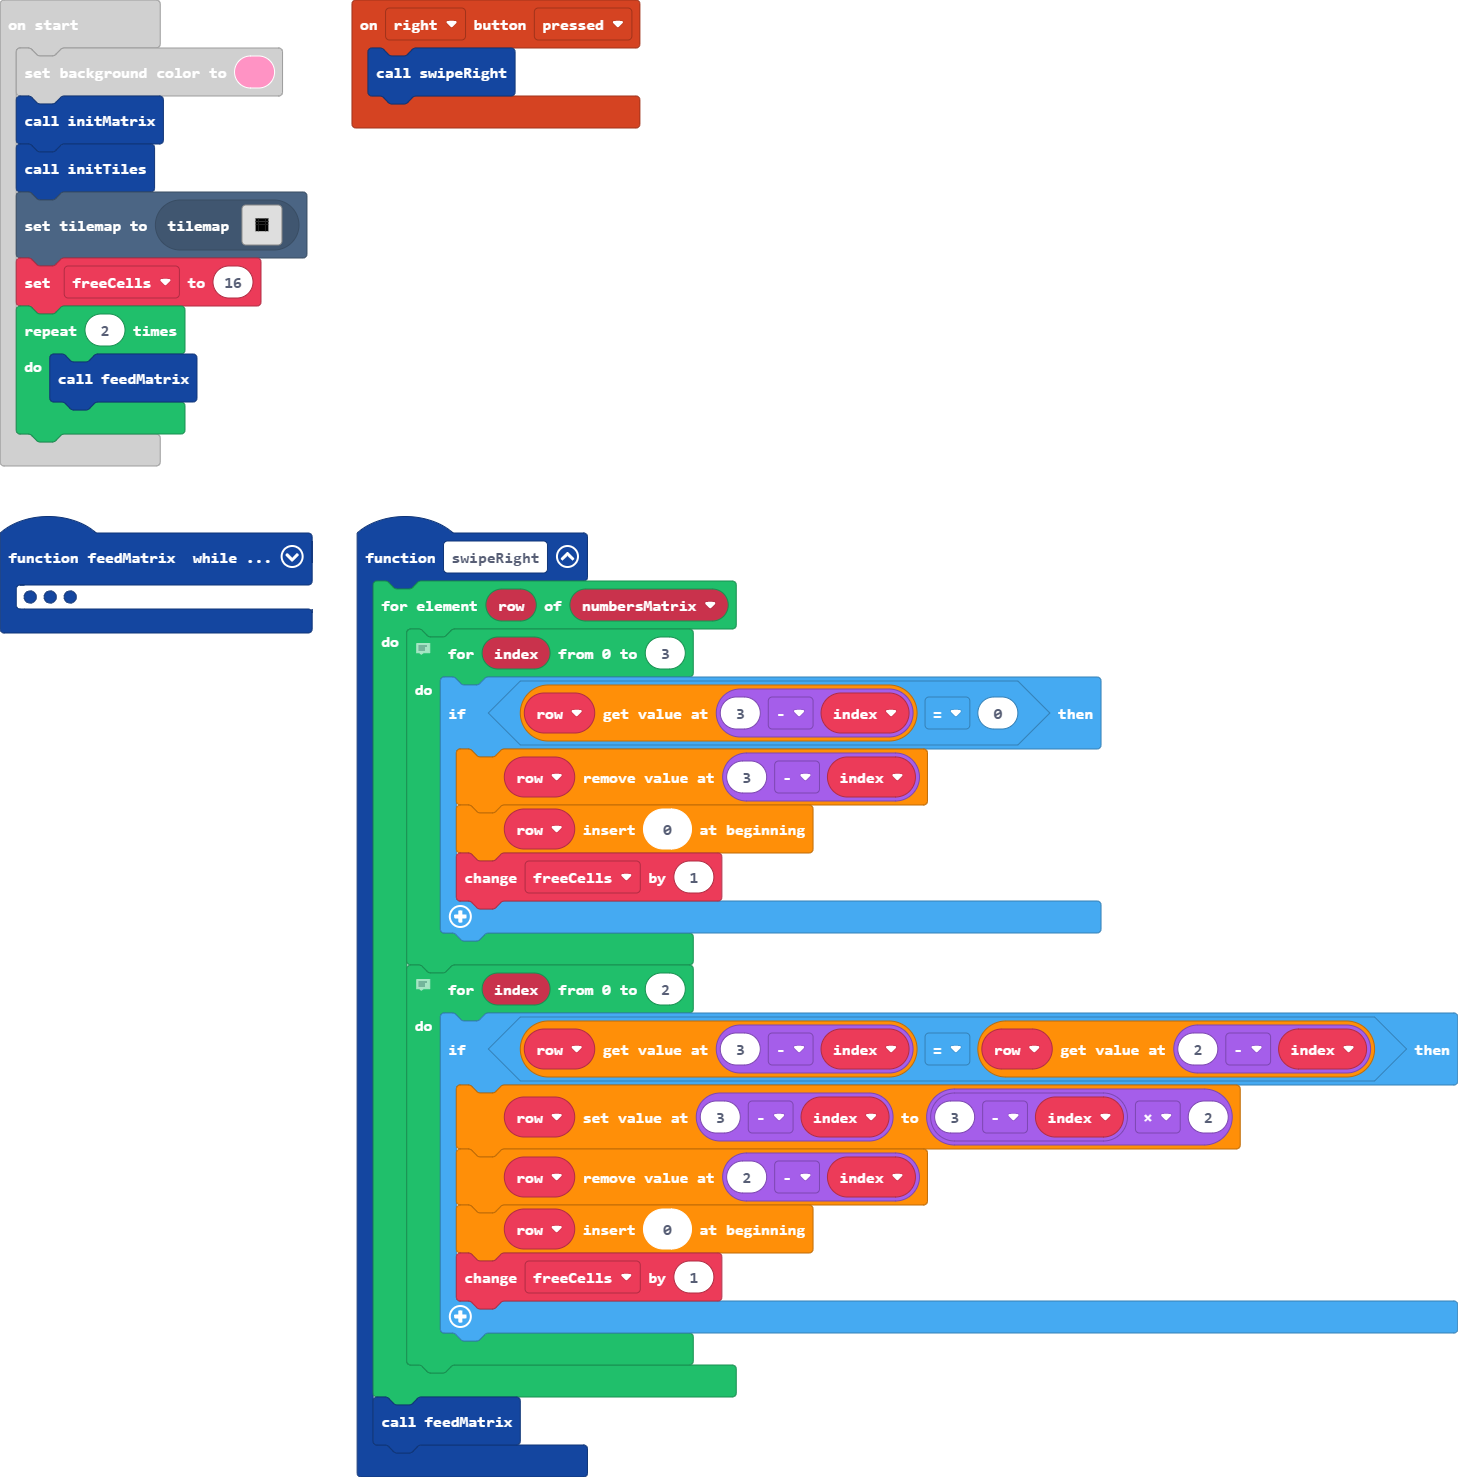 on start
set background color to
call initMatrix
call initTiles
set tilemap to tilemap
set freeCells to 16
repeat 2 times
do
call feedMatrix
on right button pressed
call swipeRight
function feedMatrix while ...
function swipeRight
for element row of numbersMatrix
do
for index from 0 to 3
do
if row get value at 3 - index = 0 then
row remove value at 3 - index
row insert 0 at beginning
change freeCells by 1
for index from 0 to 2
do
if row get value at 3 - index = row get value at 2 - index then
row set value at 3 - index to 3 - index × 2
row remove value at 2 - index
row insert 0 at beginning
change freeCells by 1
call feedMatrix